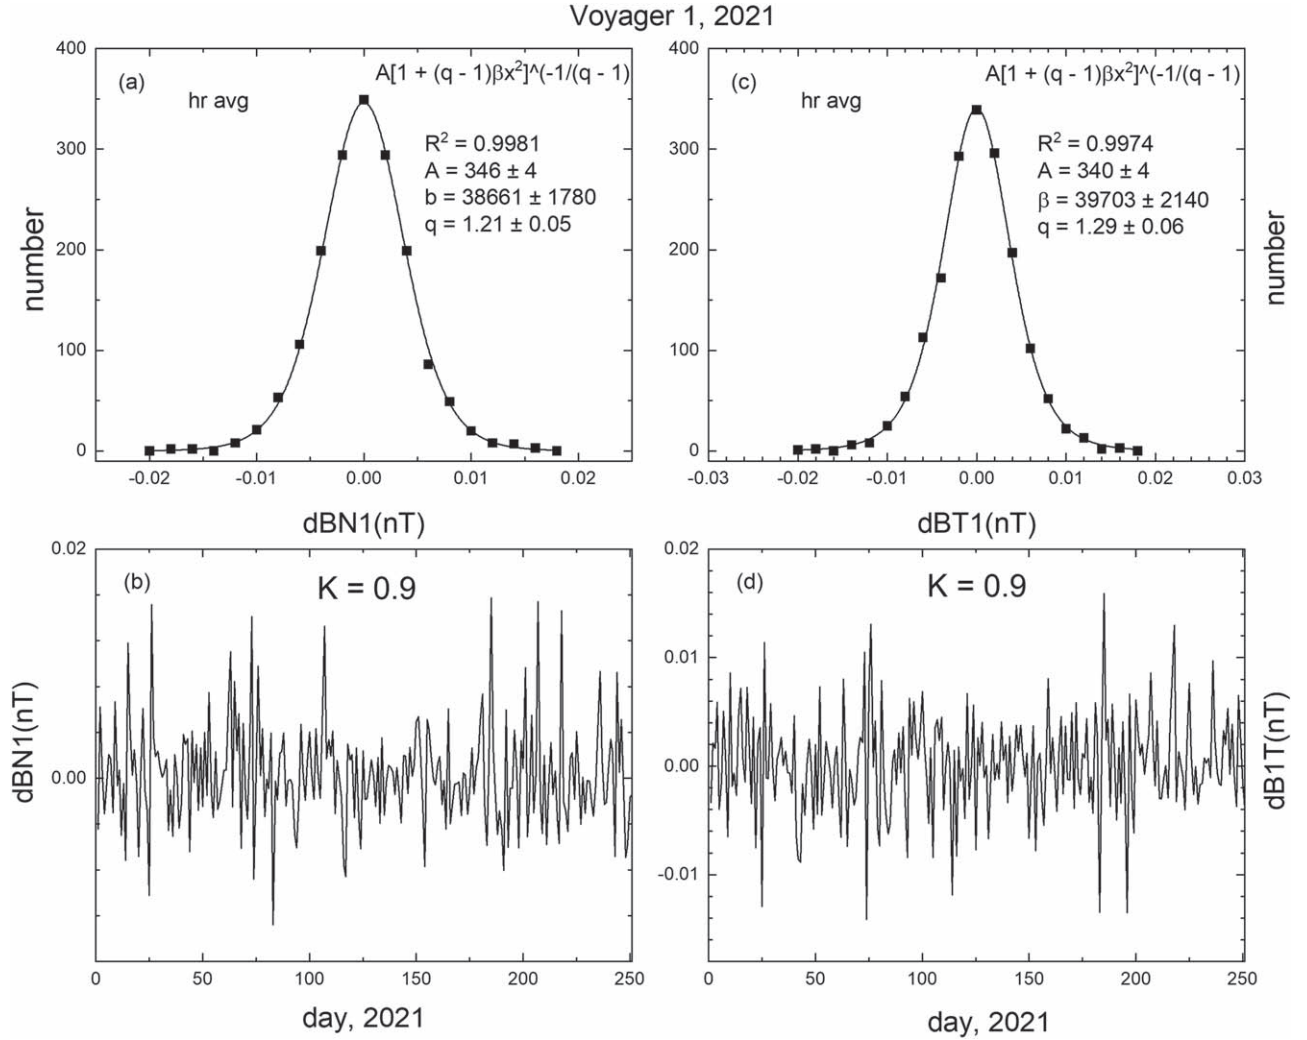 Voyager 1, 2021
400
300
200
100
0
number
(a)
hr avg
A[1 + (q - 1)βx²]^(-1/(q - 1)
R² = 0.9981
A = 346 ± 4
b = 38661 ± 1780
q = 1.21 ± 0.05
-0.02
-0.01
0.00
0.01
0.02
dBN1(nT)
400
300
200
100
0
number
(c)
hr avg
A[1 + (q - 1)βx²]^(-1/(q - 1)
R² = 0.9974
A = 340 ± 4
β = 39703 ± 2140
q = 1.29 ± 0.06
-0.03
-0.02
-0.01
0.00
0.01
0.02
0.03
dBT1(nT)
0.02
0.00
dBN1(nT)
(b)
K = 0.9
0
50
100
150
200
250
day, 2021
0.02
0.01
0.00
-0.01
dB1T(nT)
(d)
K = 0.9
0
50
100
150
200
250
day, 2021